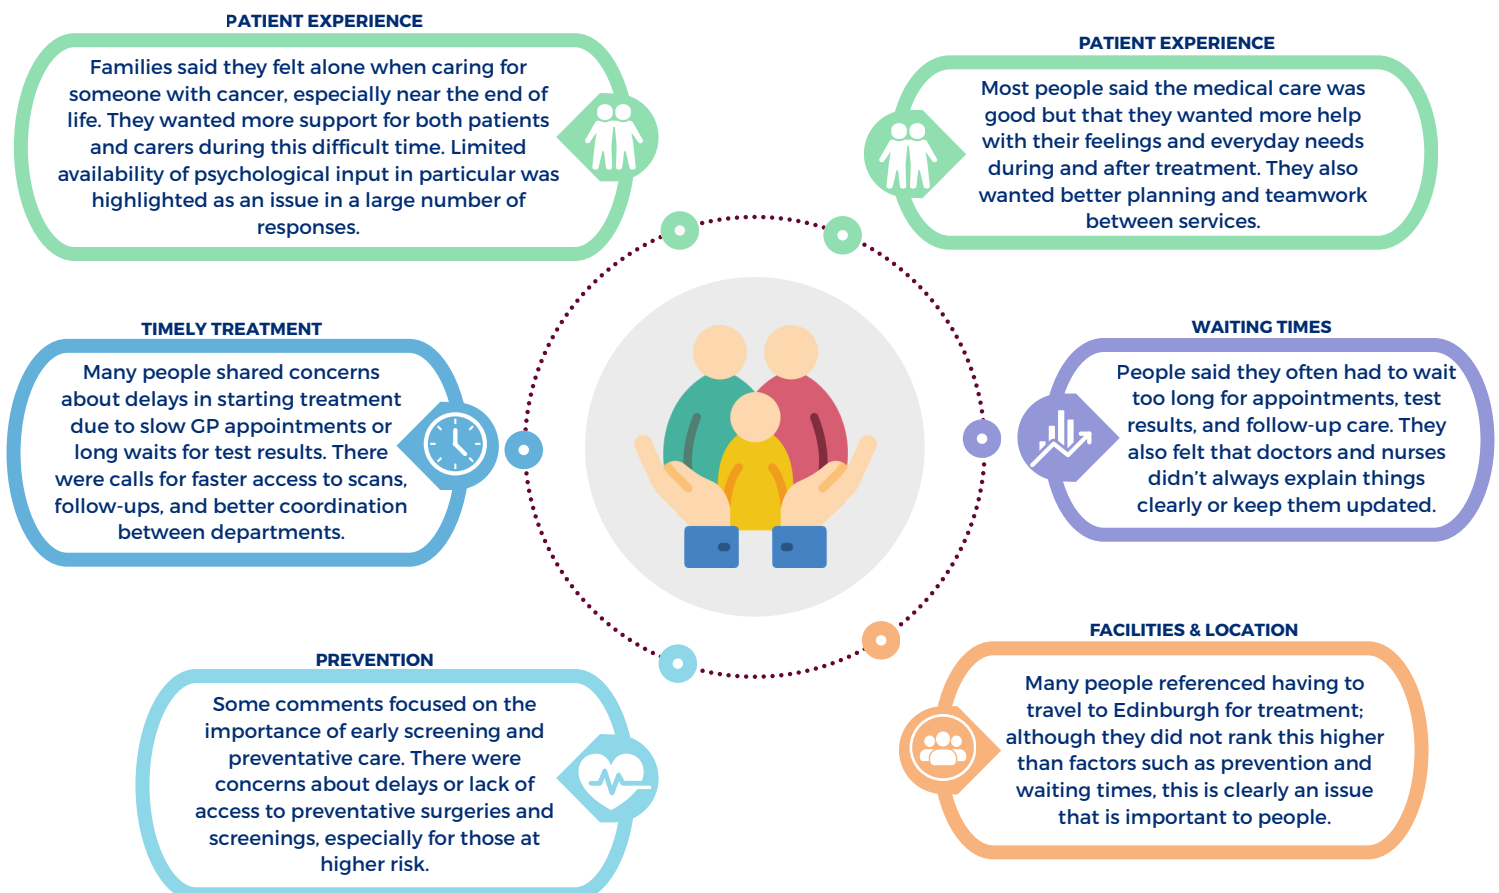 PATIENT EXPERIENCE
Families said they felt alone when caring for
someone with cancer, especially near the end of
life. They wanted more support for both patients
and carers during this difficult time. Limited
availability of psychological input in particular was
highlighted as an issue in a large number of
responses.
PATIENT EXPERIENCE
Most people said the medical care was
good but that they wanted more help
with their feelings and everyday needs
during and after treatment. They also
wanted better planning and teamwork
between services.
TIMELY TREATMENT
Many people shared concerns
about delays in starting treatment
due to slow GP appointments or
long waits for test results. There
were calls for faster access to scans,
follow-ups, and better coordination
between departments.
WAITING TIMES
People said they often had to wait
too long for appointments, test
results, and follow-up care. They
also felt that doctors and nurses
didn’t always explain things
clearly or keep them updated.
PREVENTION
Some comments focused on the
importance of early screening and
preventative care. There were
concerns about delays or lack of
access to preventative surgeries and
screenings, especially for those at
higher risk.
FACILITIES & LOCATION
Many people referenced having to
travel to Edinburgh for treatment;
although they did not rank this higher
than factors such as prevention and
waiting times, this is clearly an issue
that is important to people.